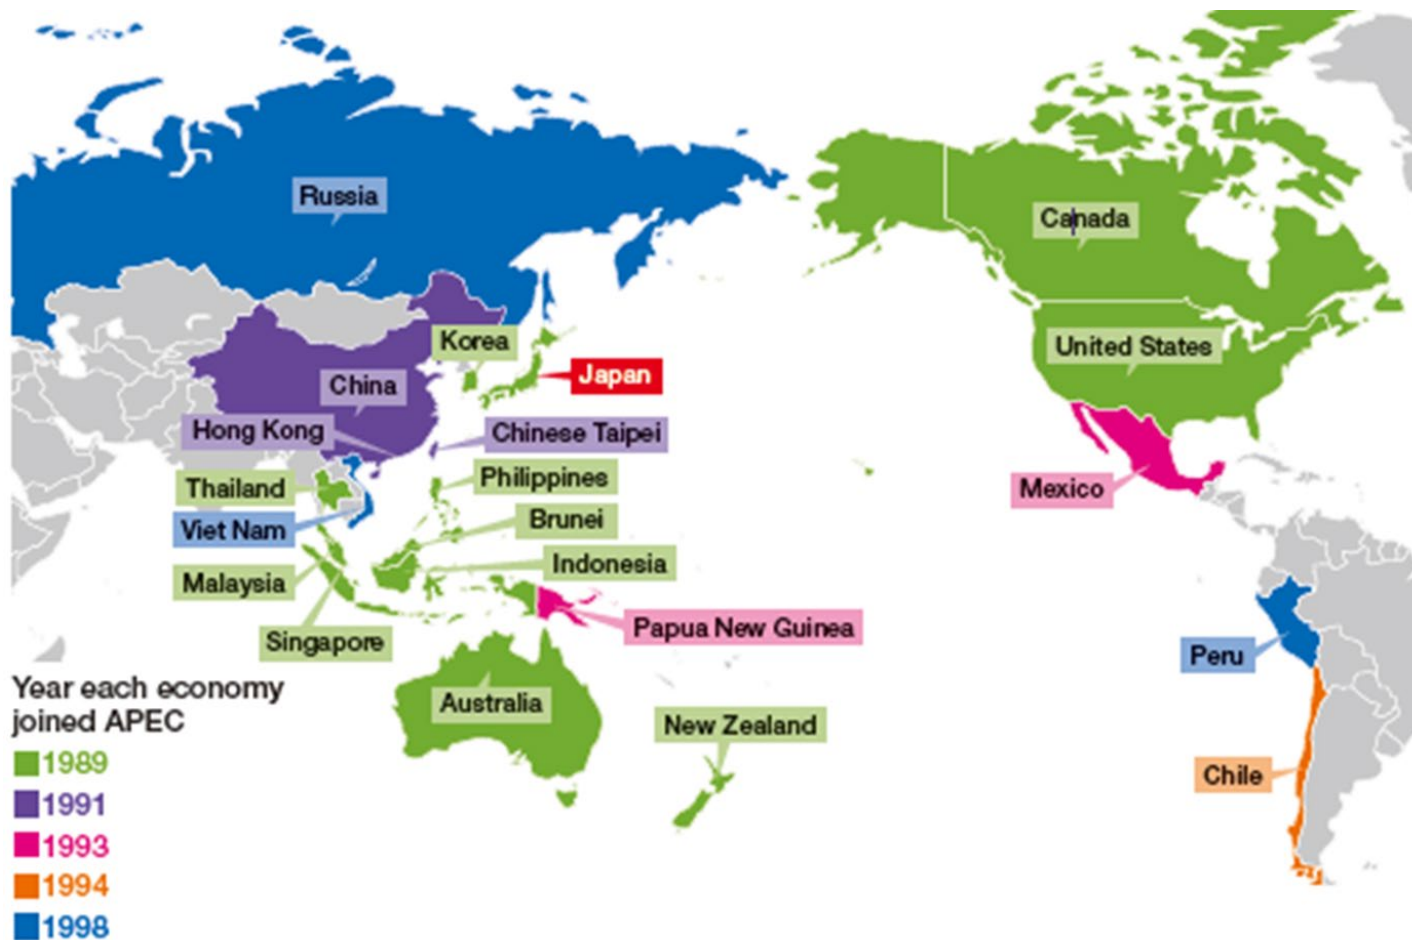 Russia
Canada
Korea
United States
Japan
China
Hong Kong
Chinese Taipei
Thailand
Philippines
Mexico
Viet Nam
Brunei
Malaysia
Indonesia
Singapore
Papua New Guinea
Peru
Australia
New Zealand
Chile
Year each economy
joined APEC
1989
1991
1993
1994
1998